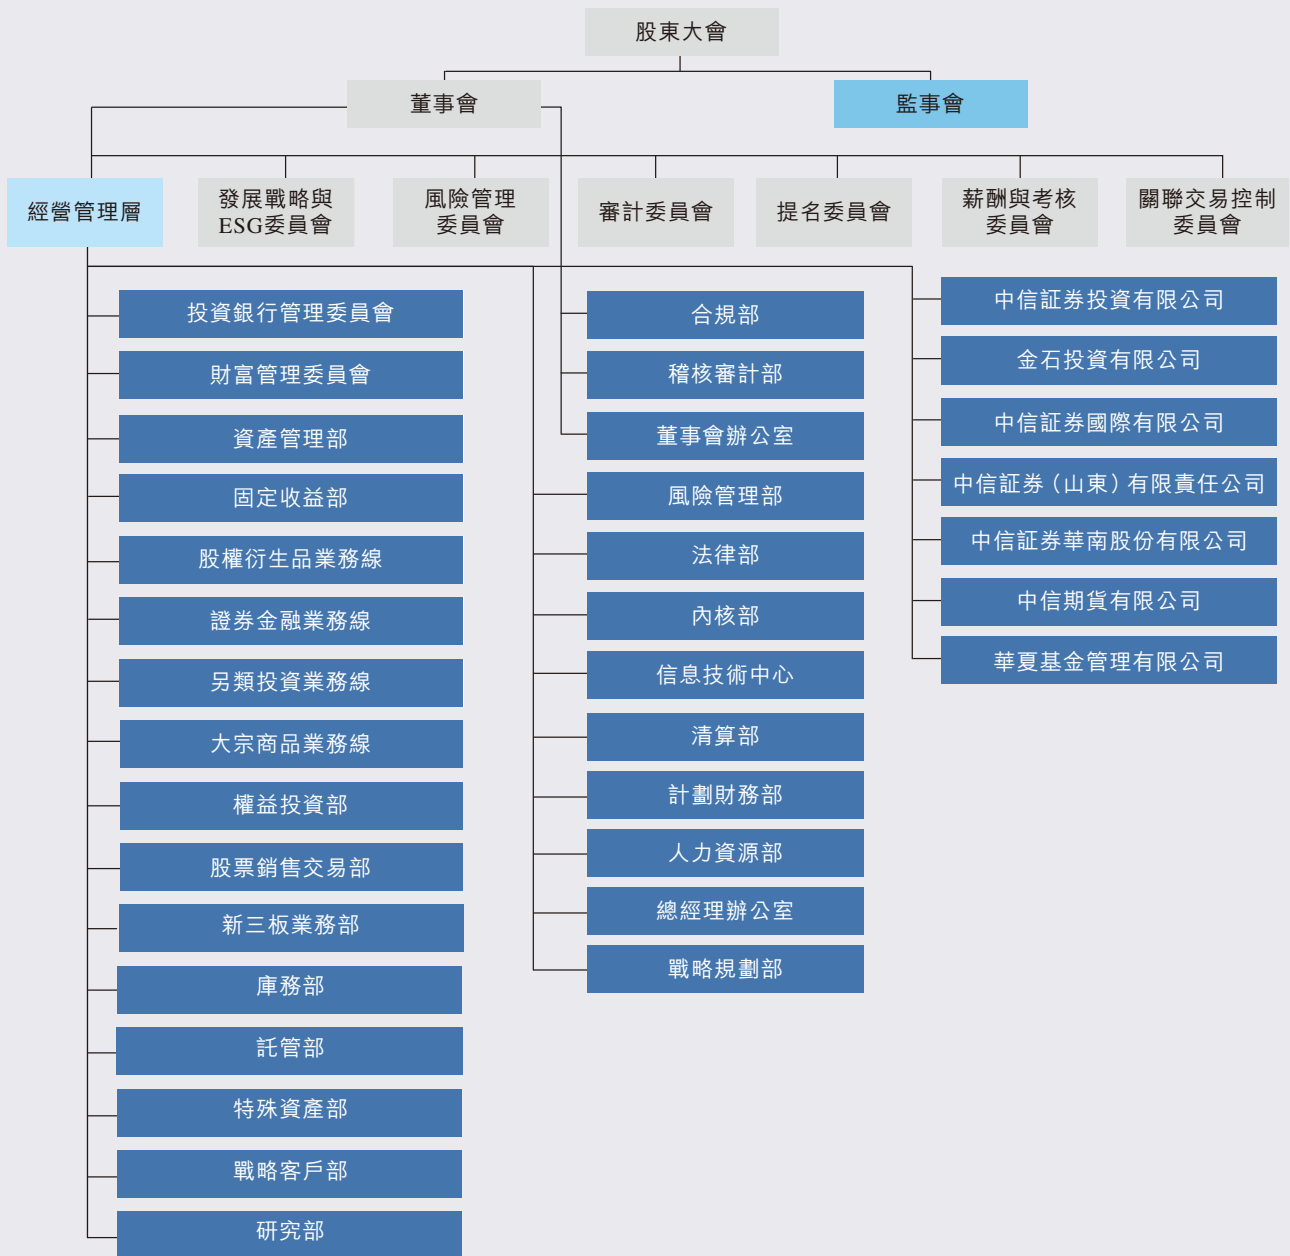 股東大會
董事會
監事會
經營管理層
發展戰略與
ESG委員會
風險管理
委員會
審計委員會
提名委員會
薪酬與考核
委員會
關聯交易控制
委員會
投資銀行管理委員會
財富管理委員會
資產管理部
固定收益部
股權衍生品業務線
證券金融業務線
另類投資業務線
大宗商品業務線
權益投資部
股票銷售交易部
新三板業務部
庫務部
託管部
特殊資產部
戰略客戶部
研究部
合規部
稽核審計部
董事會辦公室
風險管理部
法律部
內核部
信息技術中心
清算部
計劃財務部
人力資源部
總經理辦公室
戰略規劃部
中信証券投資有限公司
金石投資有限公司
中信証券國際有限公司
中信証券（山東）有限責任公司
中信証券華南股份有限公司
中信期貨有限公司
華夏基金管理有限公司